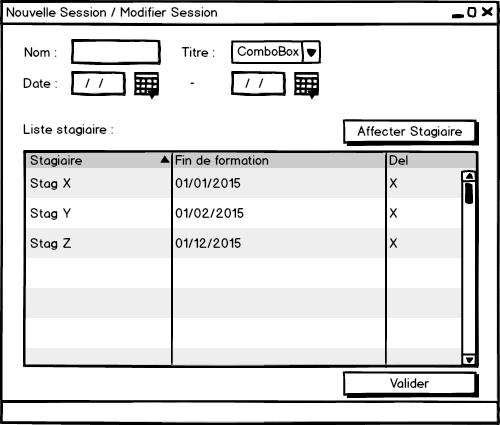 Nouvelle Session / Modifier Session
Nom : Titre : ComboBox
Date : / / - / /
Liste stagiaire : Affecter Stagiaire
Stagiaire Fin de formation Del
Stag X 01/01/2015 X
Stag Y 01/02/2015 X
Stag Z 01/12/2015 X
Valider